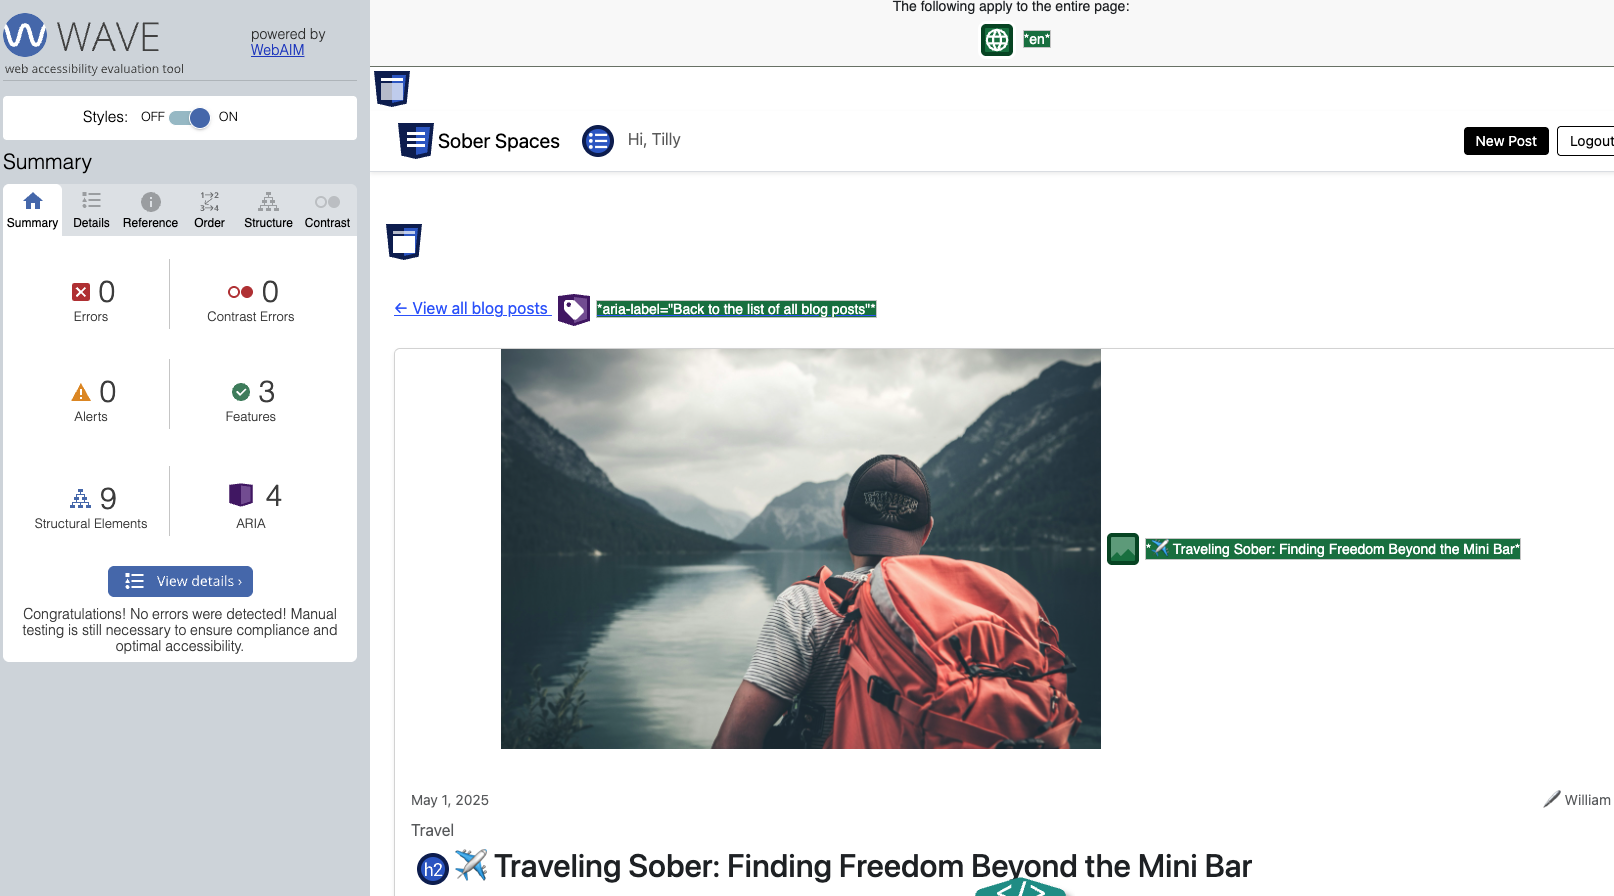 WAVE
web accessibility evaluation tool
powered by
WebAIM
Styles: OFF ON
Summary
Summary Details Reference Order Structure Contrast
0
Errors
0
Contrast Errors
0
Alerts
3
Features
9
Structural Elements
4
ARIA
View details ›
Congratulations! No errors were detected! Manual
testing is still necessary to ensure compliance and
optimal accessibility.
The following apply to the entire page:
*en*
Sober Spaces
Hi, Tilly
New Post
Logout
← View all blog posts
*aria-label="Back to the list of all blog posts"*
*✈️ Traveling Sober: Finding Freedom Beyond the Mini Bar*
May 1, 2025
William
Travel
h2 ✈️ Traveling Sober: Finding Freedom Beyond the Mini Bar
</>